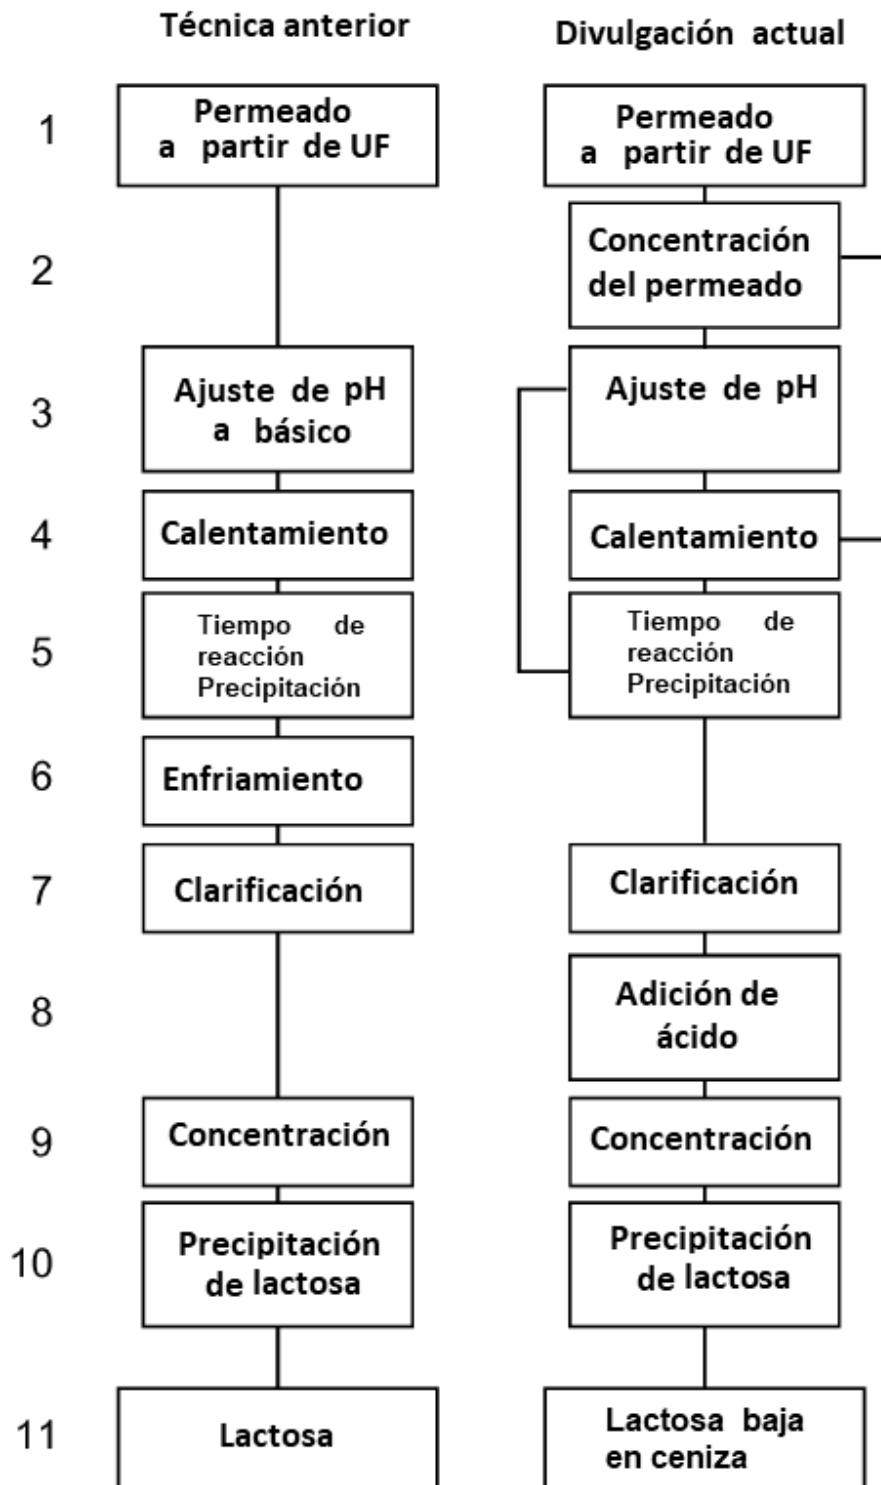 Técnica anterior
Divulgación actual
1
Permeado
a partir de UF
Permeado
a partir de UF
2
Concentración
del permeado
3
Ajuste de pH
a básico
Ajuste de pH
4
Calentamiento
Calentamiento
5
Tiempo de
reacción
Precipitación
Tiempo de
reacción
Precipitación
6
Enfriamiento
7
Clarificación
Clarificación
8
Adición de
ácido
9
Concentración
Concentración
10
Precipitación
de lactosa
Precipitación
de lactosa
11
Lactosa
Lactosa baja
en ceniza